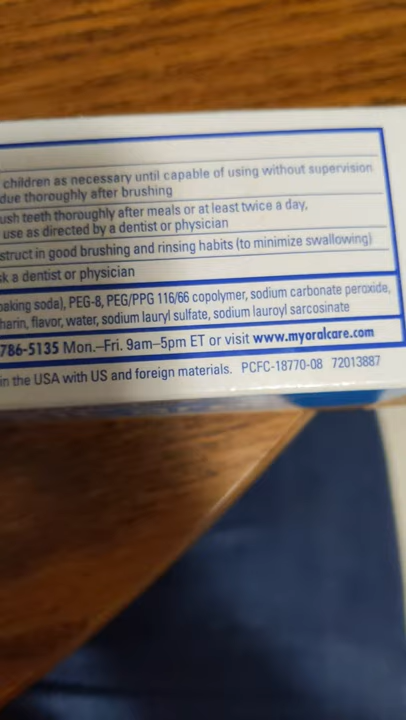 children as necessary until capable of using without supervision
due thoroughly after brushing
ush teeth thoroughly after meals or at least twice a day,
use as directed by a dentist or physician
struct in good brushing and rinsing habits (to minimize swallowing)
sk a dentist or physician
baking soda), PEG-8, PEG/PPG 116/66 copolymer, sodium carbonate peroxide,
harin, flavor, water, sodium lauryl sulfate, sodium lauroyl sarcosinate
786-5135 Mon.–Fri. 9am–5pm ET or visit www.myoralcare.com
in the USA with US and foreign materials. PCFC-18770-08 72013887